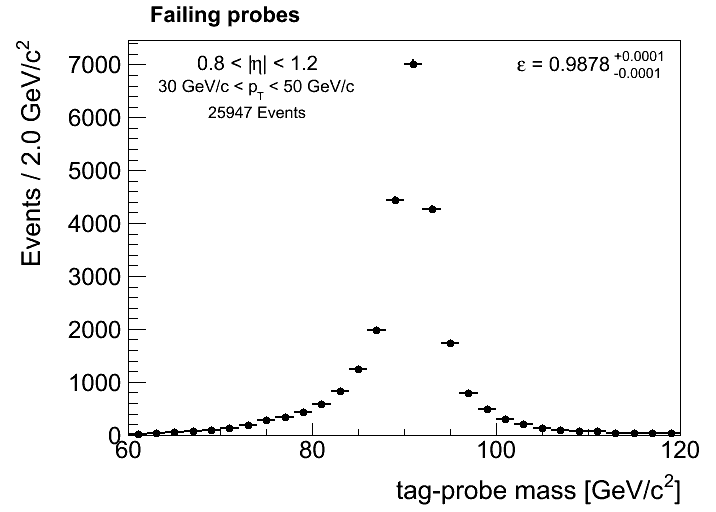 Failing probes
0.8 < |η| < 1.2
30 GeV/c < p_T < 50 GeV/c
25947 Events
ε = 0.9878 +0.0001 -0.0001
Events / 2.0 GeV/c²
7000
6000
5000
4000
3000
2000
1000
0
60 80 100 120
tag-probe mass [GeV/c²]